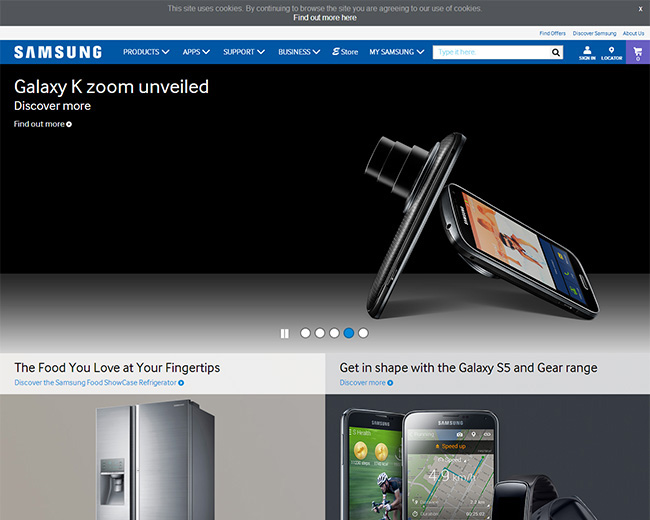 This site uses cookies. By continuing to browse the site you are agreeing to our use of cookies.
Find out more here
x
Find Offers Discover Samsung About Us
SAMSUNG PRODUCTS APPS SUPPORT BUSINESS Store MY SAMSUNG Type it here. SIGN IN LOCATOR 0
Galaxy K zoom unveiled
Discover more
Find out more
SAMSUNG
The Food You Love at Your Fingertips
Discover the Samsung Food ShowCase Refrigerator
Get in shape with the Galaxy S5 and Gear range
Discover more
SAMSUNG
SAMSUNG
S Health
Running
Speed up
Speed
4.9 km/h
Distance
Duration